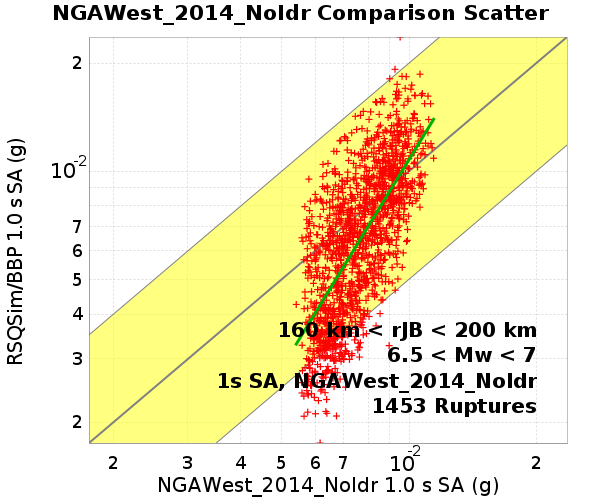 NGAWest_2014_NoIdr Comparison Scatter
RSQSim/BBP 1.0 s SA (g)
2
10-2
7
6
5
4
3
2
160 km < rJB < 200 km
6.5 < Mw < 7
1s SA, NGAWest_2014_NoIdr
1453 Ruptures
2 3 4 5 6 7 10-2 2
NGAWest_2014_NoIdr 1.0 s SA (g)